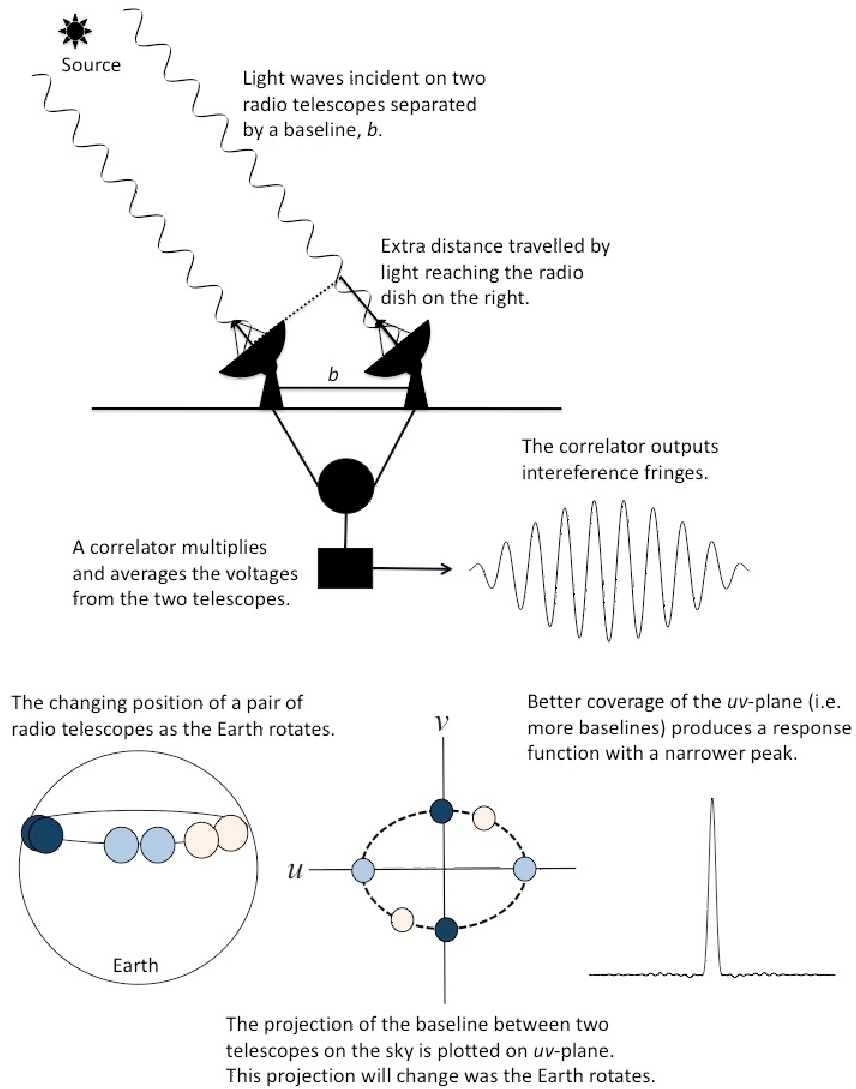 Source
Light waves incident on two
radio telescopes separated
by a baseline, b.
Extra distance travelled by
light reaching the radio
dish on the right.
b
The correlator outputs
intereference fringes.
A correlator multiplies
and averages the voltages
from the two telescopes.
The changing position of a pair of
radio telescopes as the Earth rotates.
Better coverage of the uv-plane (i.e.
more baselines) produces a response
function with a narrower peak.
v
u
Earth
The projection of the baseline between two
telescopes on the sky is plotted on uv-plane.
This projection will change was the Earth rotates.